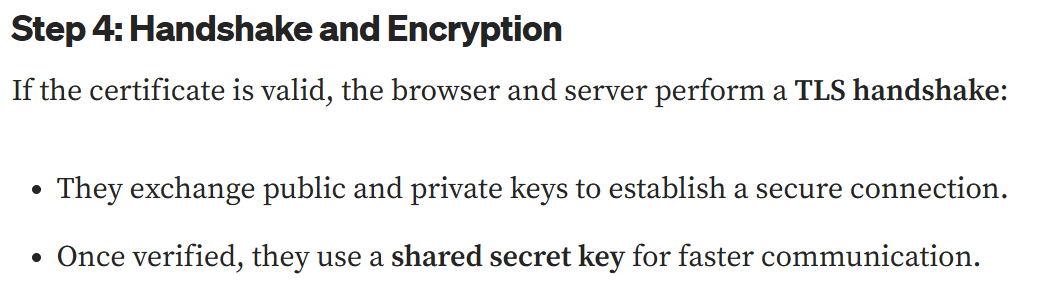 Step 4: Handshake and Encryption
If the certificate is valid, the browser and server perform a TLS handshake:
• They exchange public and private keys to establish a secure connection.
• Once verified, they use a shared secret key for faster communication.